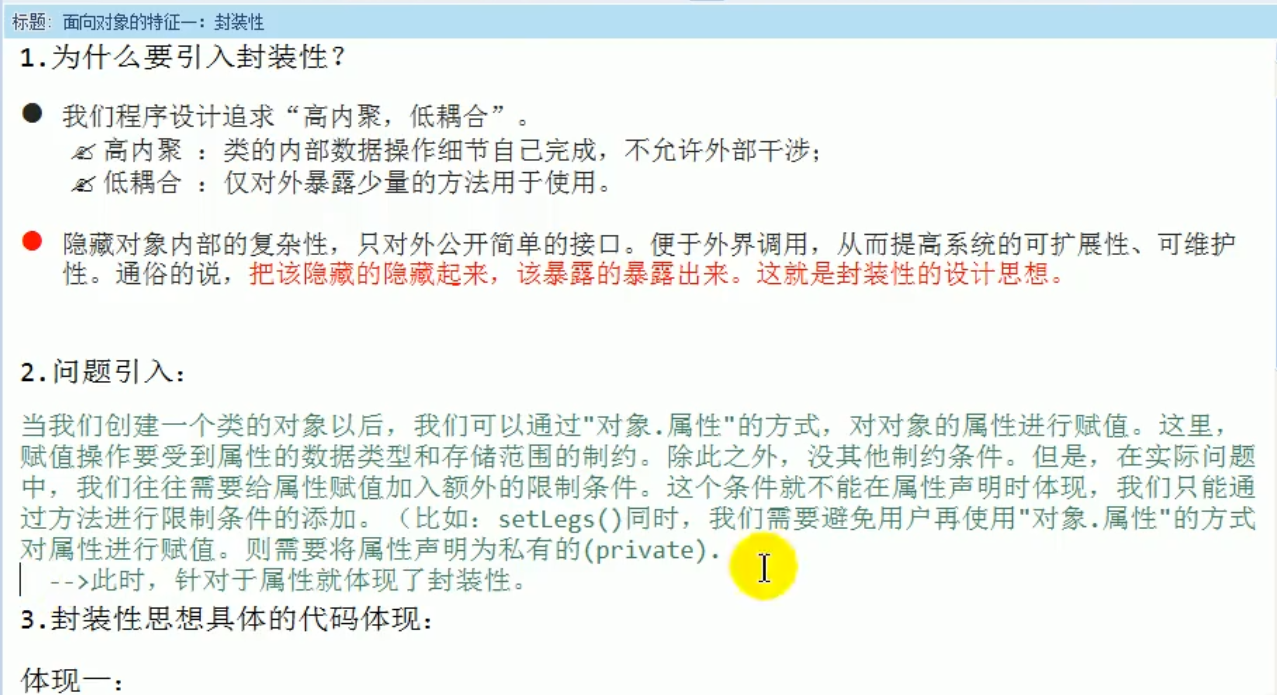 标题: 面向对象的特征一: 封装性
1.为什么要引入封装性?
我们程序设计追求“高内聚，低耦合”。
高内聚 : 类的内部数据操作细节自己完成，不允许外部干涉;
低耦合 : 仅对外暴露少量的方法用于使用。
隐藏对象内部的复杂性，只对外公开简单的接口。便于外界调用，从而提高系统的可扩展性、可维护
性。通俗的说，把该隐藏的隐藏起来，该暴露的暴露出来。这就是封装性的设计思想。
2.问题引入:
当我们创建一个类的对象以后，我们可以通过"对象.属性"的方式，对对象的属性进行赋值。这里，
赋值操作要受到属性的数据类型和存储范围的制约。除此之外，没其他制约条件。但是，在实际问题
中，我们往往需要给属性赋值加入额外的限制条件。这个条件就不能在属性声明时体现，我们只能通
过方法进行限制条件的添加。（比如: setLegs()同时，我们需要避免用户再使用"对象.属性"的方式
对属性进行赋值。则需要将属性声明为私有的(private).
-->此时，针对于属性就体现了封装性。
3.封装性思想具体的代码体现:
体现一: